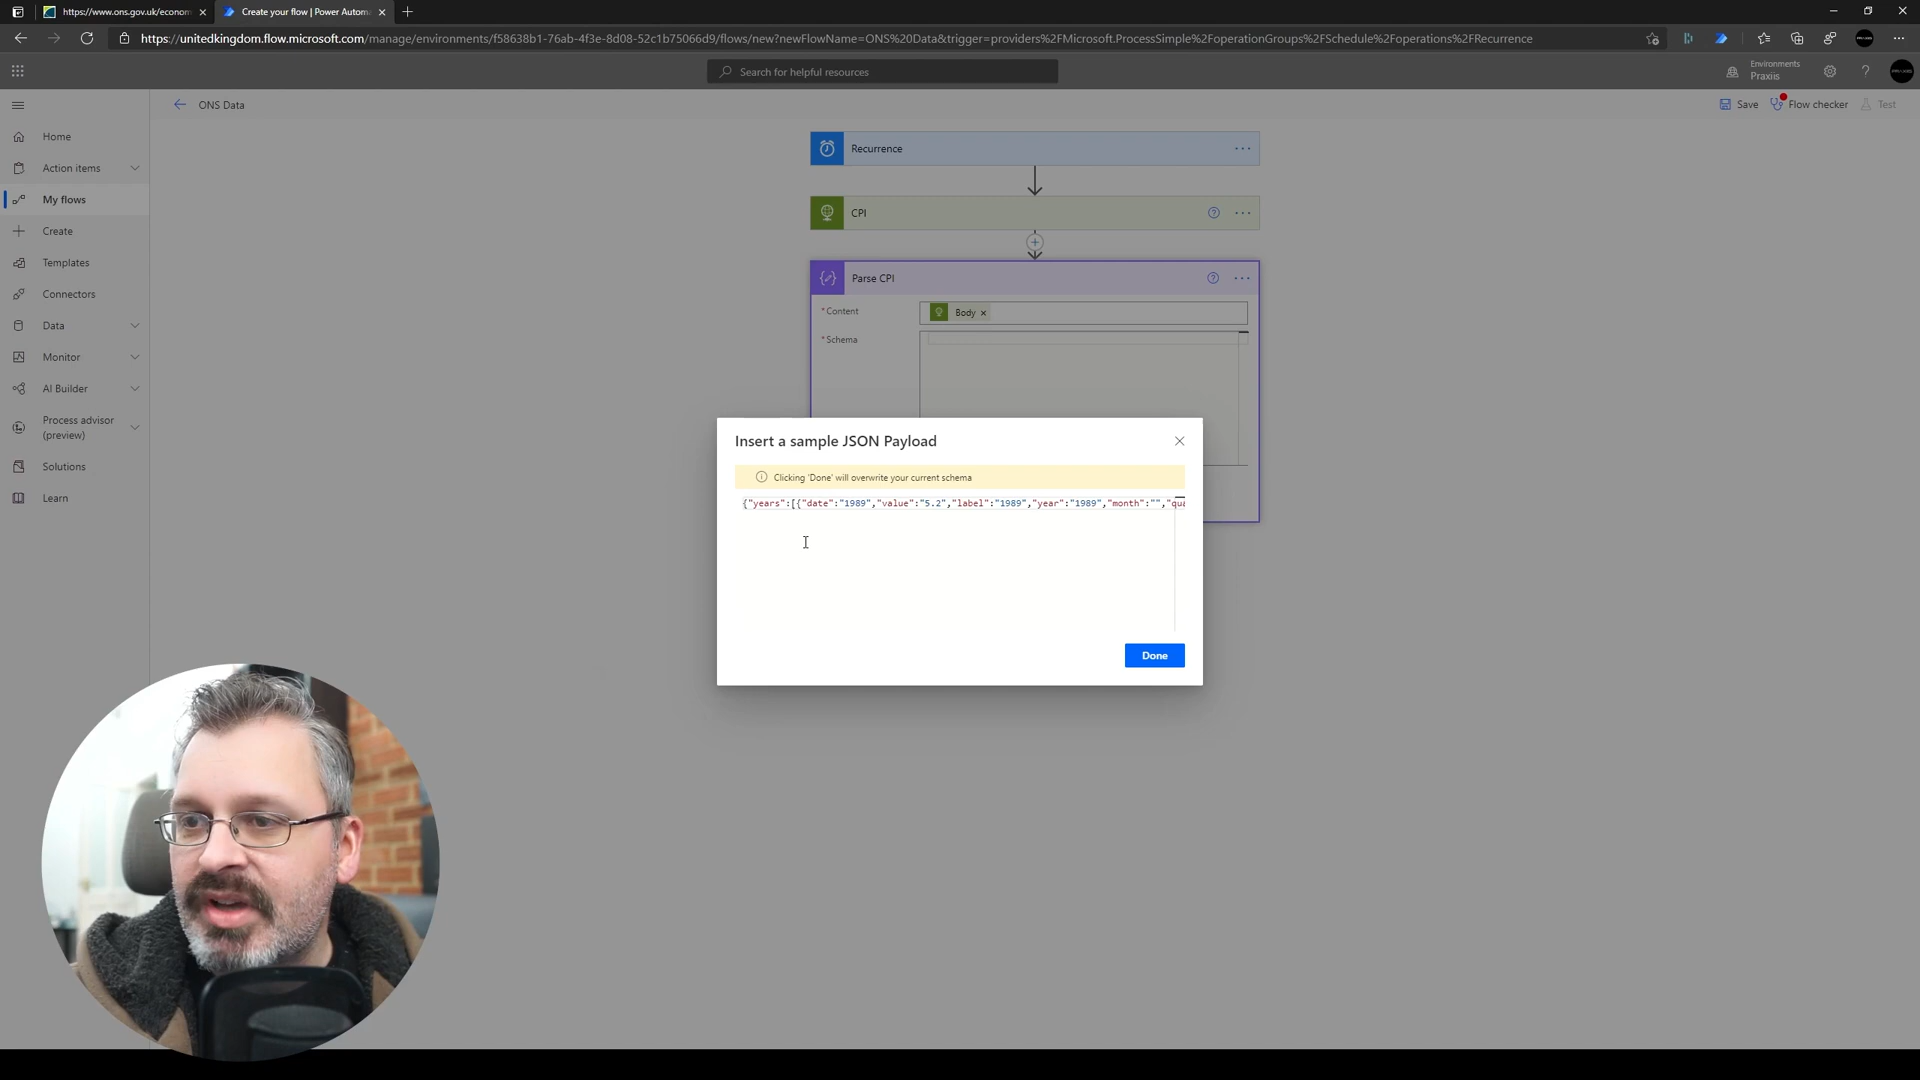 https://www.ons.gov.uk/econom
Create your flow | Power Automa
https://unitedkingdom.flow.microsoft.com/manage/environments/f58638b1-76ab-4f3e-8d08-52c1b75066d9/flows/new?newFlowName=ONS%20Data&trigger=providers%2FMicrosoft.ProcessSimple%2FoperationGroups%2FSchedule%2Foperations%2FRecurrence
Search for helpful resources
Environments
Praxiis
ONS Data
Save
Flow checker
Test
Home
Action items
My flows
Create
Templates
Connectors
Data
Monitor
AI Builder
Process advisor
(preview)
Solutions
Learn
Recurrence
CPI
Parse CPI
*Content
Body
*Schema
Insert a sample JSON Payload
Clicking 'Done' will overwrite your current schema
{"years":[{"date":"1989","value":"5.2","label":"1989","year":"1989","month":"","qua
Done